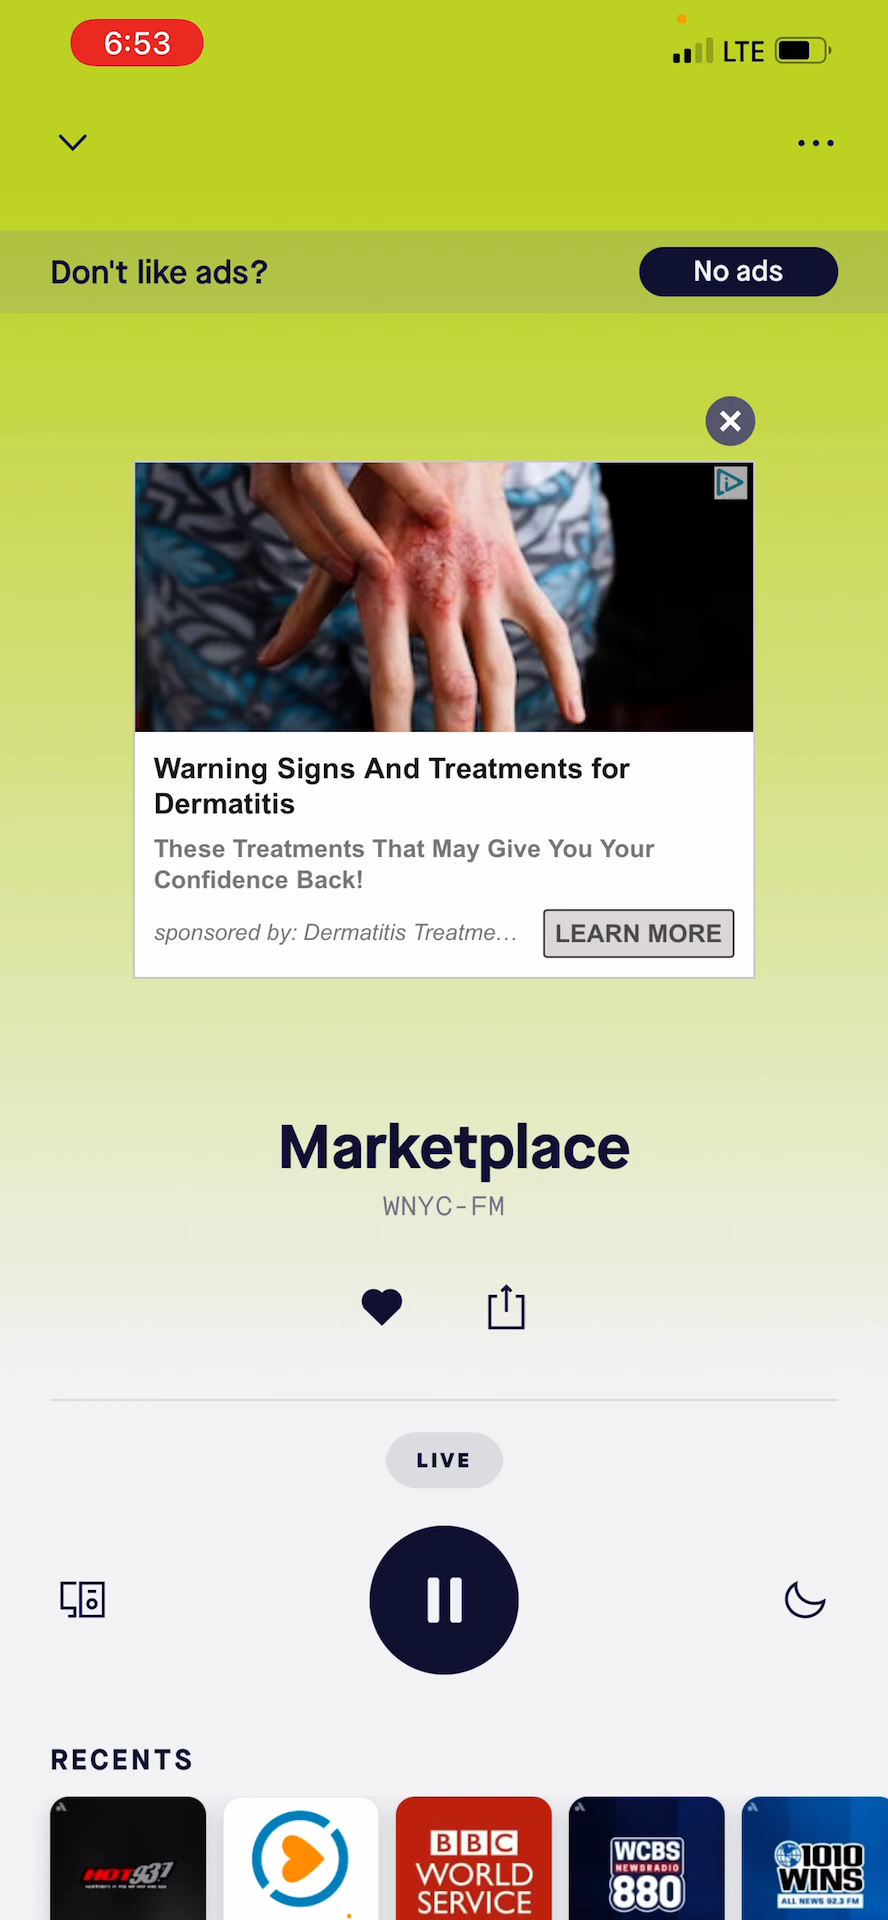 6:53
LTE
Don't like ads?
No ads
Warning Signs And Treatments for
Dermatitis
These Treatments That May Give You Your
Confidence Back!
sponsored by: Dermatitis Treatme...
LEARN MORE
Marketplace
WNYC-FM
LIVE
RECENTS
HOT 93.7
BBC
WORLD
SERVICE
WCBS
NEWSRADIO
880
1010
WINS
ALL NEWS 92.3 FM